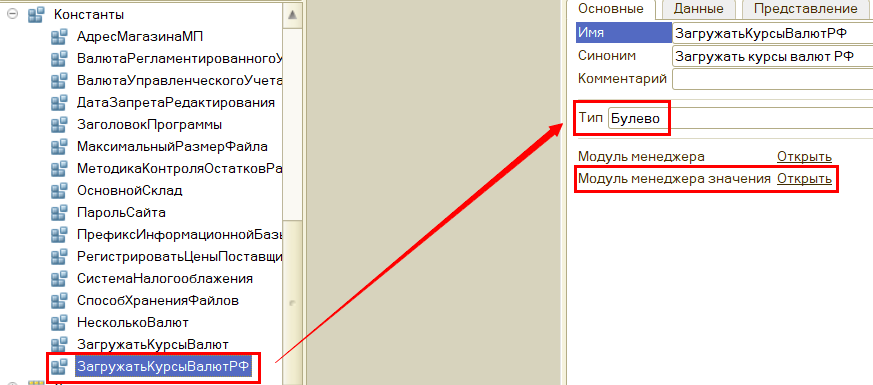 Константы
АдресМагазинаМП
ВалютаРегламентированногоУ
ВалютаУправленческогоУчета
ДатаЗапретаРедактирования
ЗаголовокПрограммы
МаксимальныйРазмерФайла
МетодикаКонтроляОстатковРа
ОсновнойСклад
ПарольСайта
ПрефиксИнформационнойБазы
РегистрироватьЦеныПоставщи
СистемаНалогообложения
СпособХраненияФайлов
НесколькоВалют
ЗагружатьКурсыВалют
ЗагружатьКурсыВалютРФ
Основные Данные Представление
Имя ЗагружатьКурсыВалютРФ
Синоним Загружать курсы валют РФ
Комментарий
Тип Булево
Модуль менеджера Открыть
Модуль менеджера значения Открыть